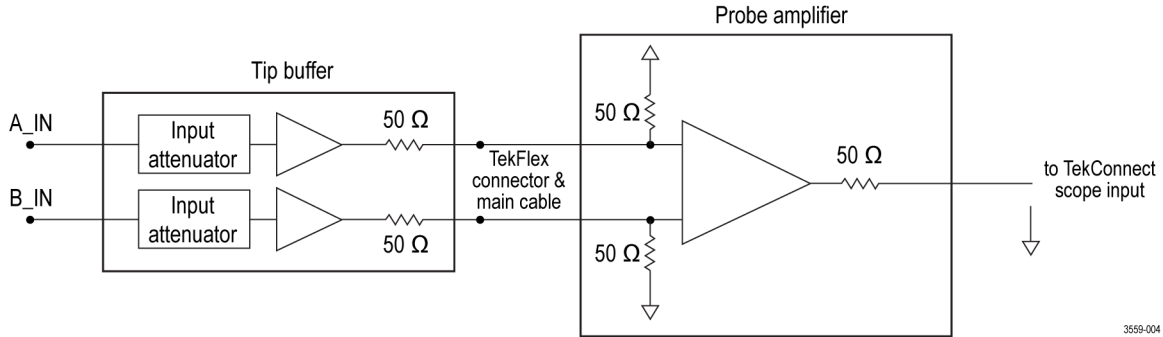 Probe amplifier
Tip buffer
A_IN
Input
attenuator
50 Ω
B_IN
Input
attenuator
50 Ω
TekFlex
connector &
main cable
50 Ω
50 Ω
50 Ω
to TekConnect
scope input
3559-004